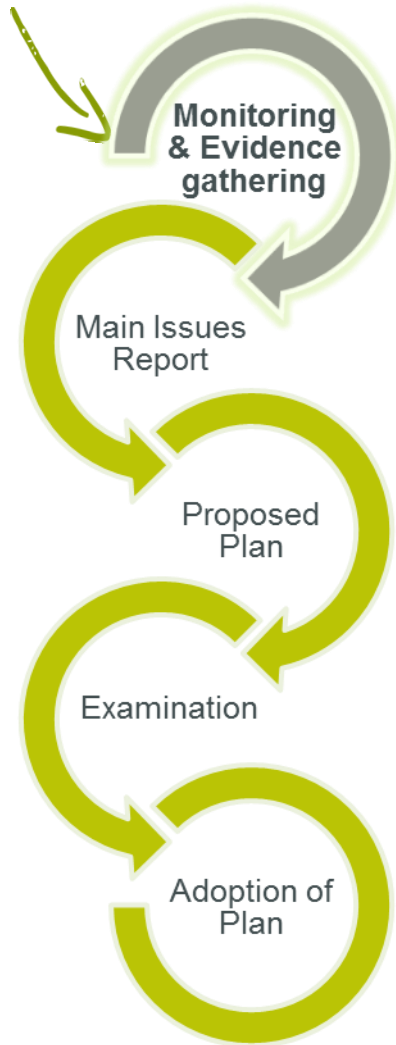 Monitoring
& Evidence
gathering
Main Issues
Report
Proposed
Plan
Examination
Adoption of
Plan